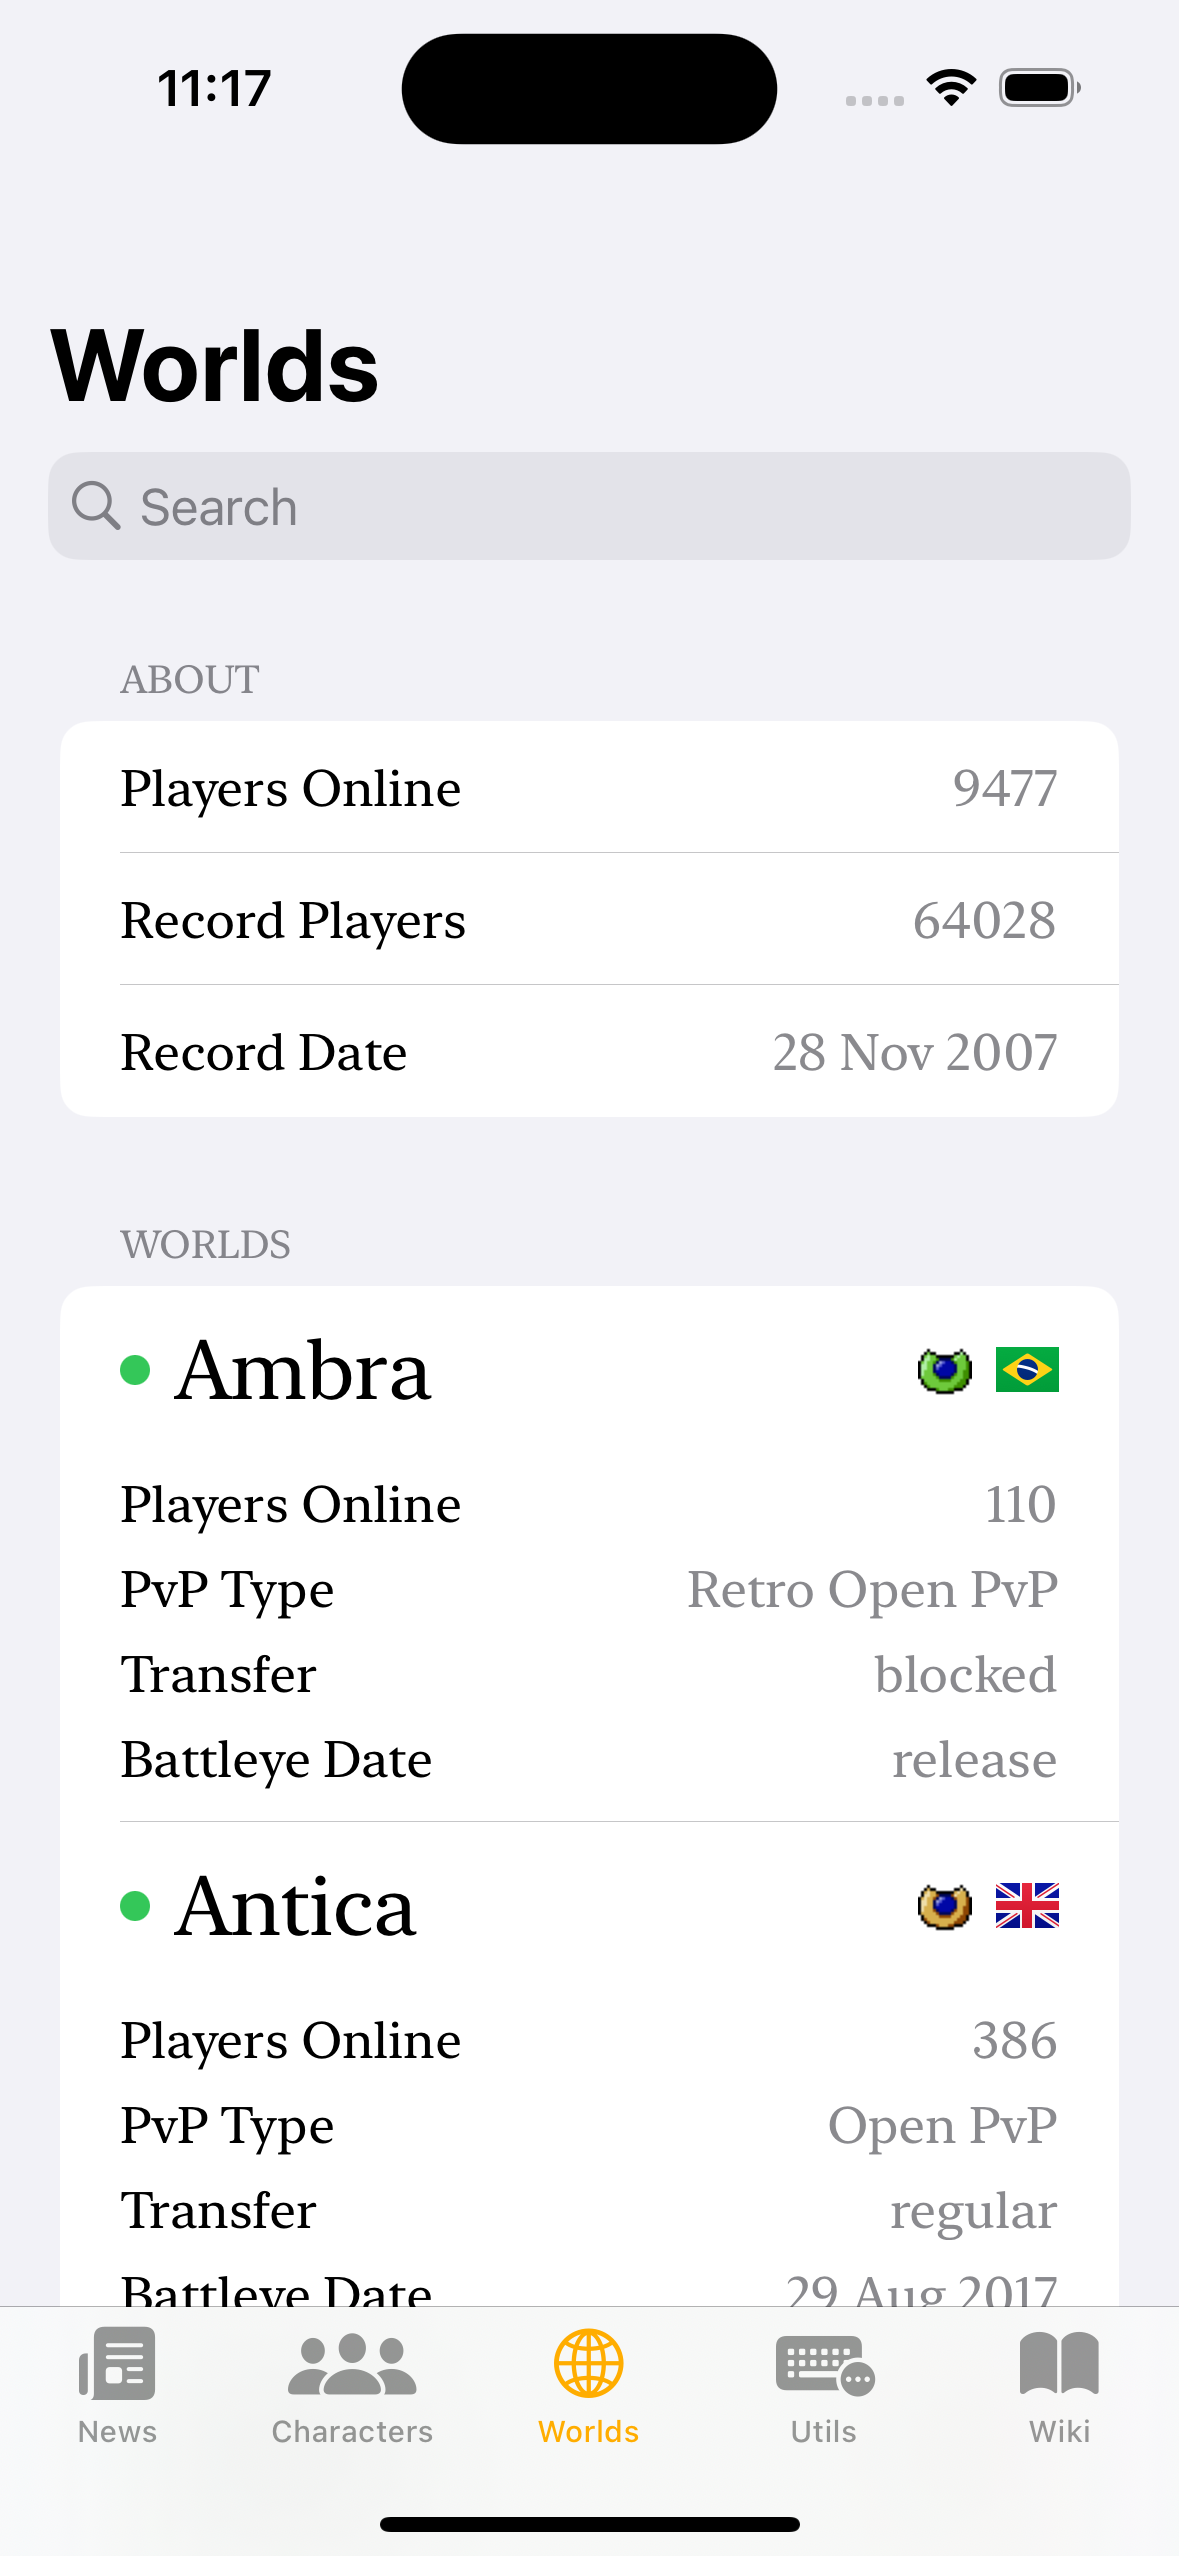 11:17
Worlds
Search
ABOUT
Players Online 9477
Record Players 64028
Record Date 28 Nov 2007
WORLDS
Ambra
Players Online 110
PvP Type Retro Open PvP
Transfer blocked
Battleye Date release
Antica
Players Online 386
PvP Type Open PvP
Transfer regular
Battleye Date 29 Aug 2017
News Characters Worlds Utils Wiki